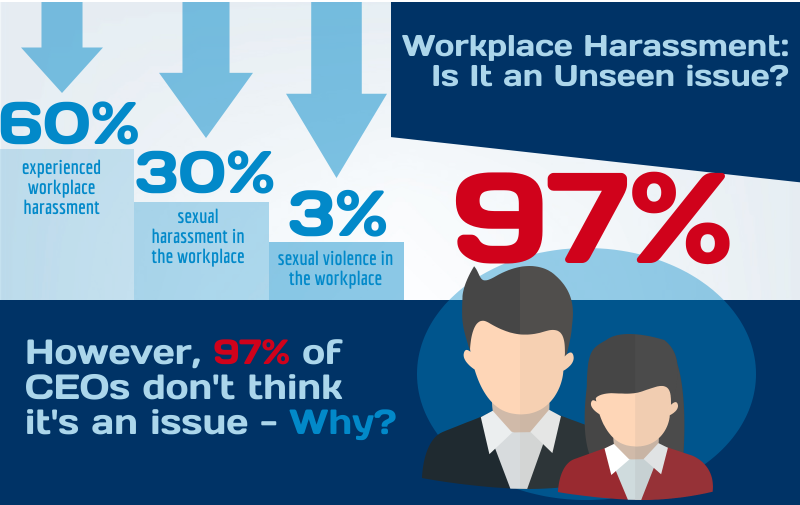 Workplace Harassment:
Is It an Unseen issue?
60%
experienced
workplace
harassment
30%
sexual
harassment in
the workplace
3%
sexual violence in
the workplace
97%
However, 97% of
CEOs don't think
it's an issue - Why?